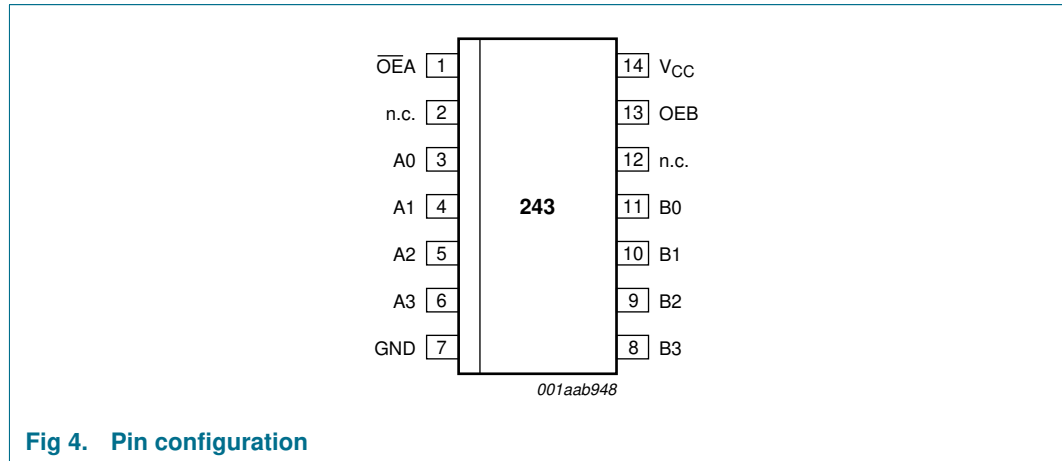 O̅E̅A 1 14 VCC
n.c. 2 13 OEB
A0 3 12 n.c.
A1 4 243 11 B0
A2 5 10 B1
A3 6 9 B2
GND 7 8 B3
001aab948
Fig 4. Pin configuration